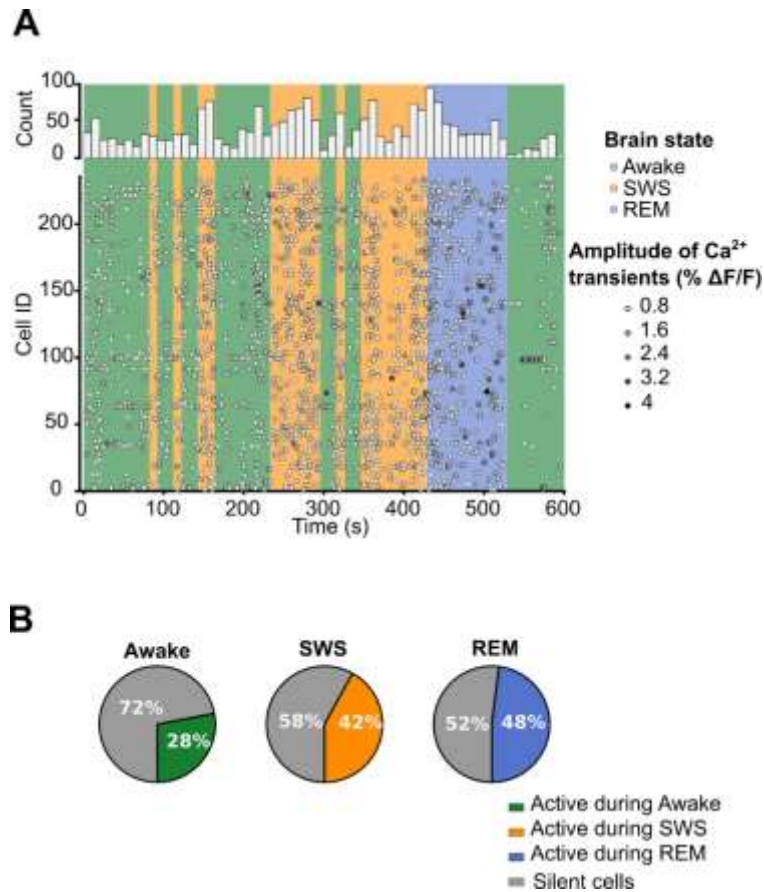 A
Count
100
50
0
Cell ID
200
150
100
50
0
0
100
200
300
400
500
600
Time (s)
Brain state
Awake
SWS
REM
Amplitude of Ca²⁺
transients (% ΔF/F)
0.8
1.6
2.4
3.2
4
B
Awake
SWS
REM
72%
28%
58%
42%
52%
48%
Active during Awake
Active during SWS
Active during REM
Silent cells